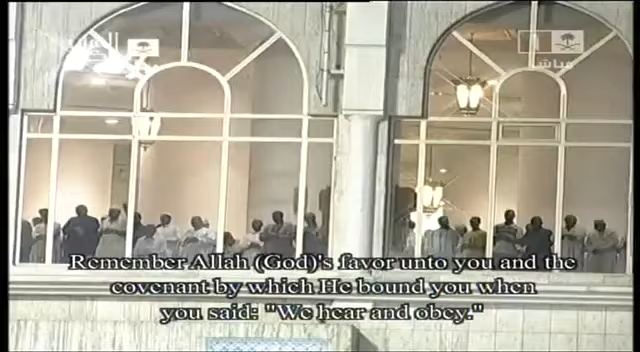 مباشر
Remember Allah (God)'s favor unto you and the
covenant by which He bound you when
you said: "We hear and obey."